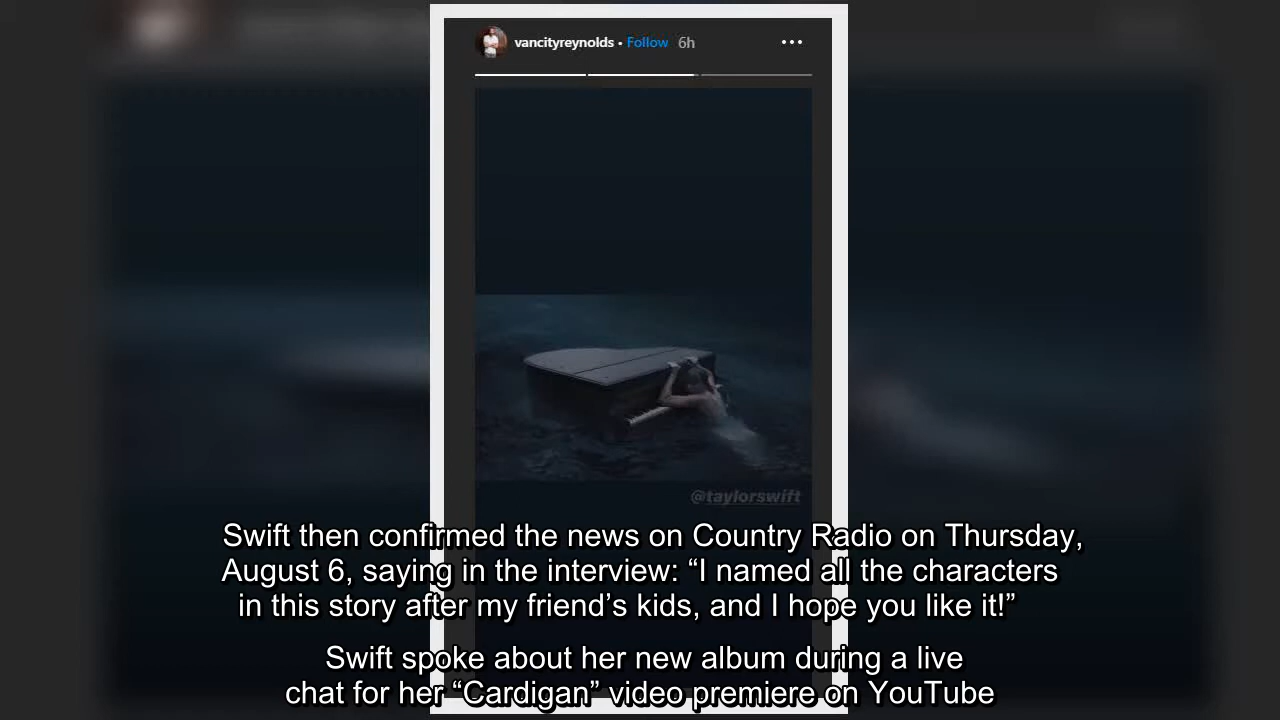 vancityreynolds • Follow 6h
@taylorswift
Swift then confirmed the news on Country Radio on Thursday,
August 6, saying in the interview: “I named all the characters
in this story after my friend’s kids, and I hope you like it!”
Swift spoke about her new album during a live
chat for her “Cardigan” video premiere on YouTube